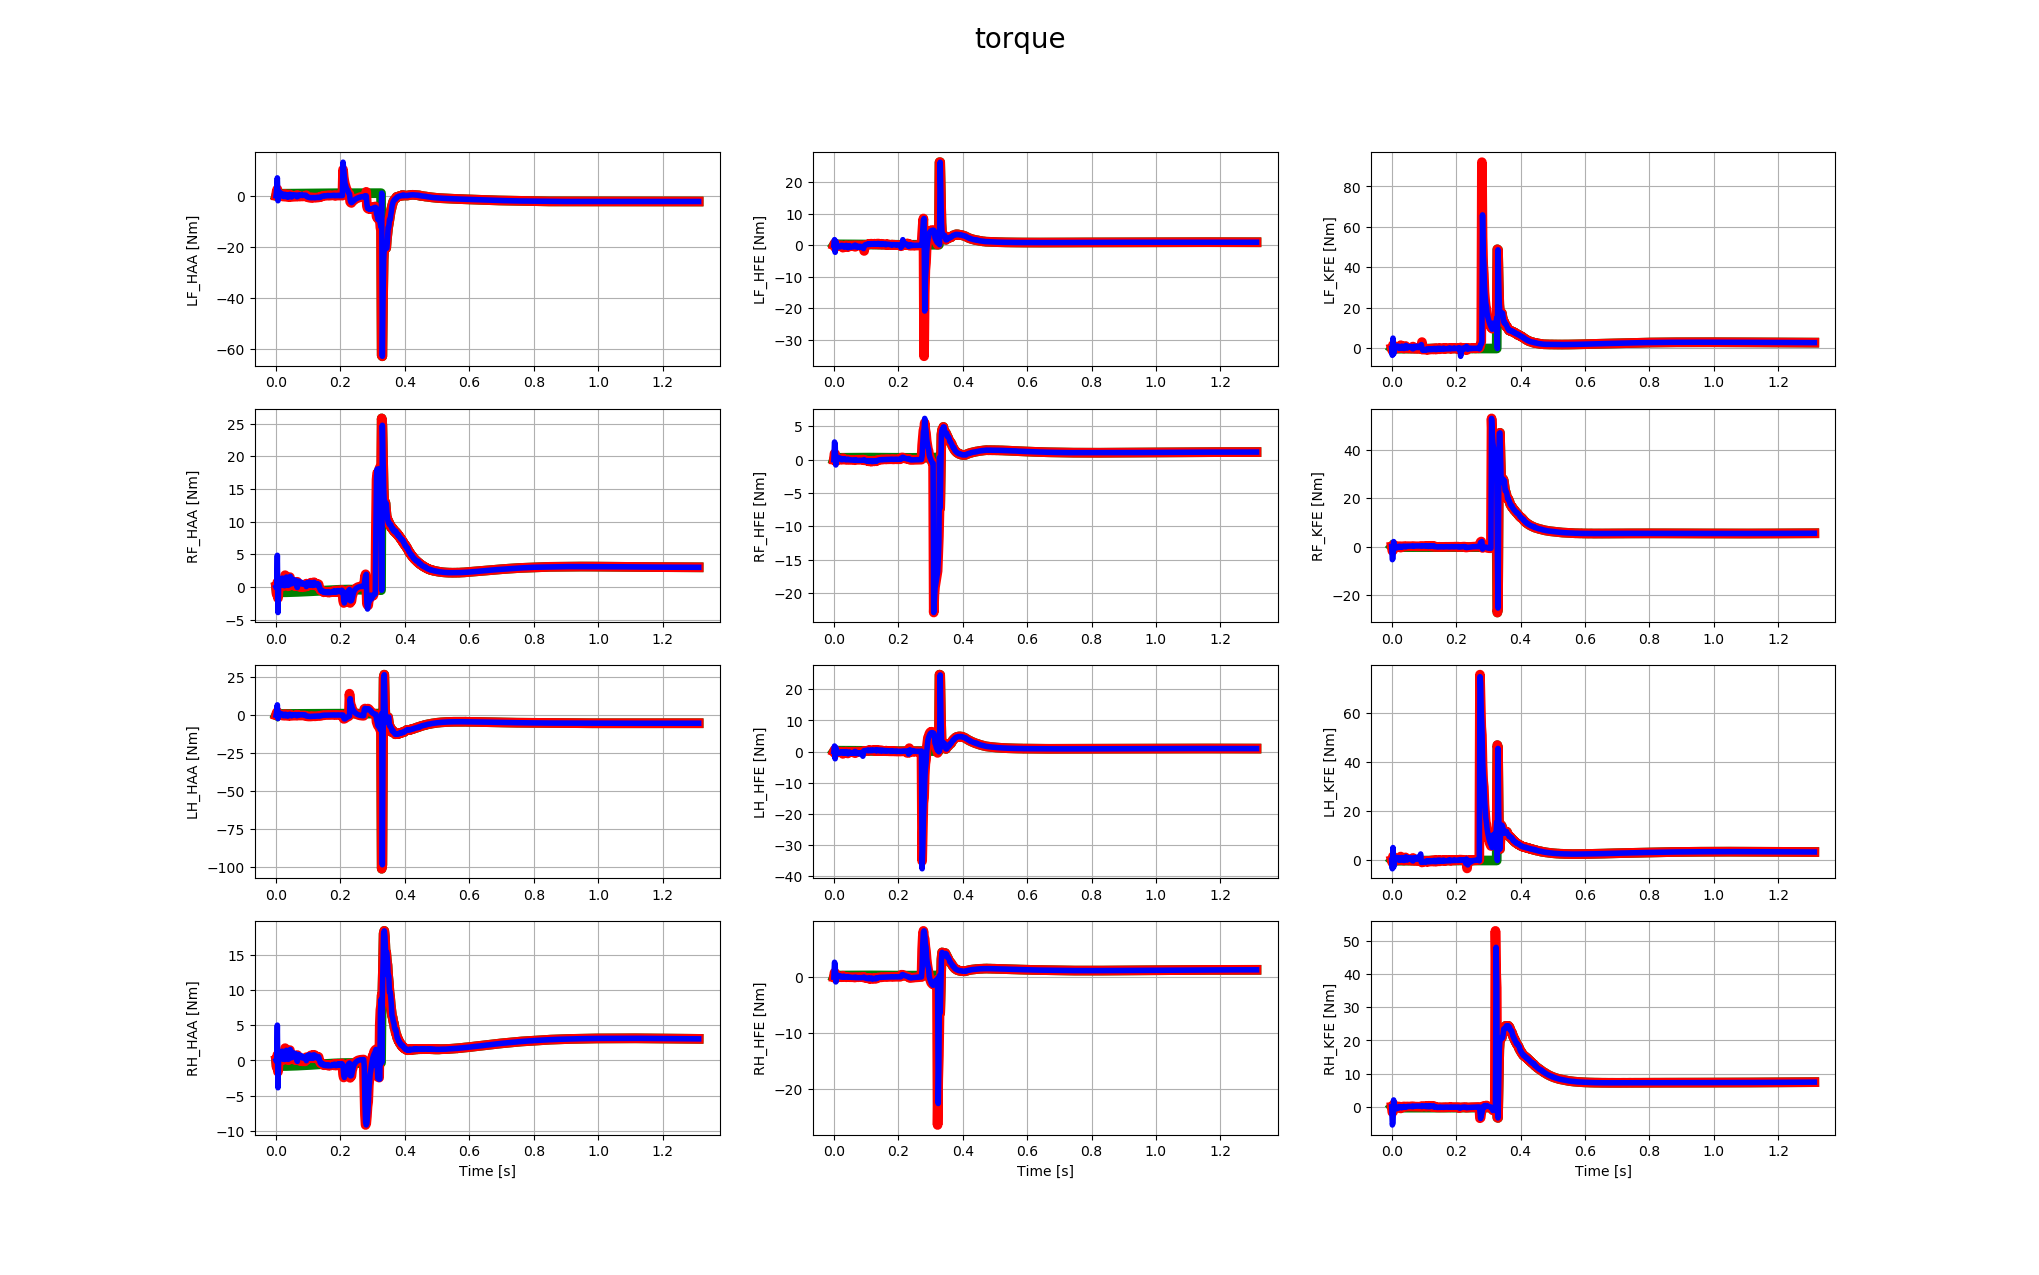 torque
LF_HAA [Nm]
0
−20
−40
−60
0.0 0.2 0.4 0.6 0.8 1.0 1.2
LF_HFE [Nm]
20
10
0
−10
−20
−30
0.0 0.2 0.4 0.6 0.8 1.0 1.2
LF_KFE [Nm]
80
60
40
20
0
0.0 0.2 0.4 0.6 0.8 1.0 1.2
RF_HAA [Nm]
25
20
15
10
5
0
−5
0.0 0.2 0.4 0.6 0.8 1.0 1.2
RF_HFE [Nm]
5
0
−5
−10
−15
−20
0.0 0.2 0.4 0.6 0.8 1.0 1.2
RF_KFE [Nm]
40
20
0
−20
0.0 0.2 0.4 0.6 0.8 1.0 1.2
LH_HAA [Nm]
25
0
−25
−50
−75
−100
0.0 0.2 0.4 0.6 0.8 1.0 1.2
LH_HFE [Nm]
20
10
0
−10
−20
−30
−40
0.0 0.2 0.4 0.6 0.8 1.0 1.2
LH_KFE [Nm]
60
40
20
0
0.0 0.2 0.4 0.6 0.8 1.0 1.2
RH_HAA [Nm]
15
10
5
0
−5
−10
0.0 0.2 0.4 0.6 0.8 1.0 1.2
Time [s]
RH_HFE [Nm]
0
−10
−20
0.0 0.2 0.4 0.6 0.8 1.0 1.2
Time [s]
RH_KFE [Nm]
50
40
30
20
10
0
0.0 0.2 0.4 0.6 0.8 1.0 1.2
Time [s]